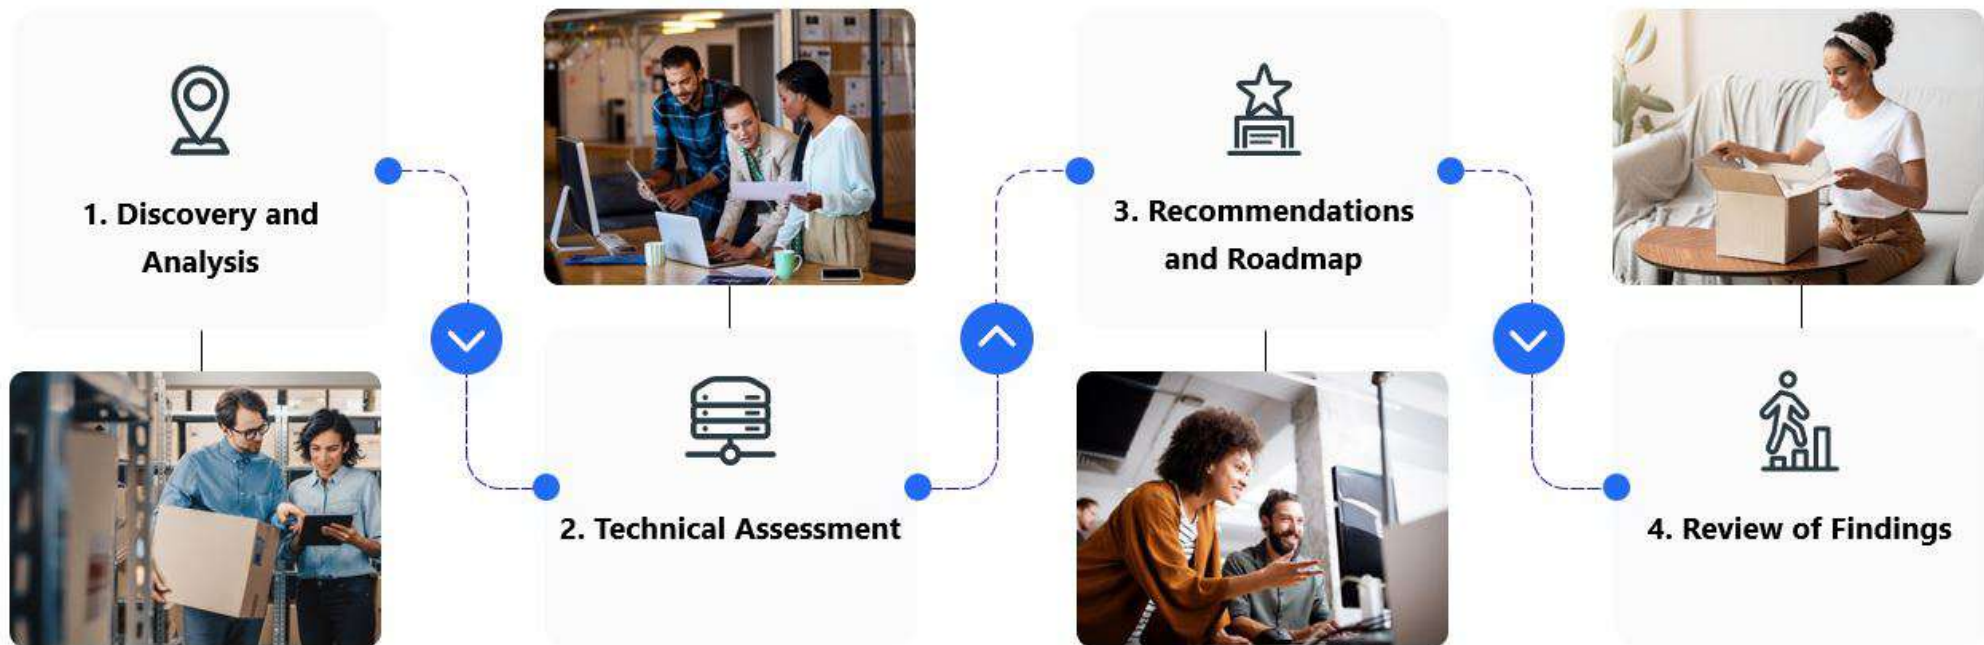 1. Discovery and
Analysis
2. Technical Assessment
3. Recommendations
and Roadmap
4. Review of Findings